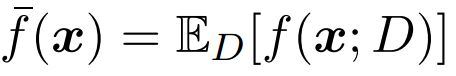 f̄(𝒙) = 𝔼_D[f(𝒙; D)]